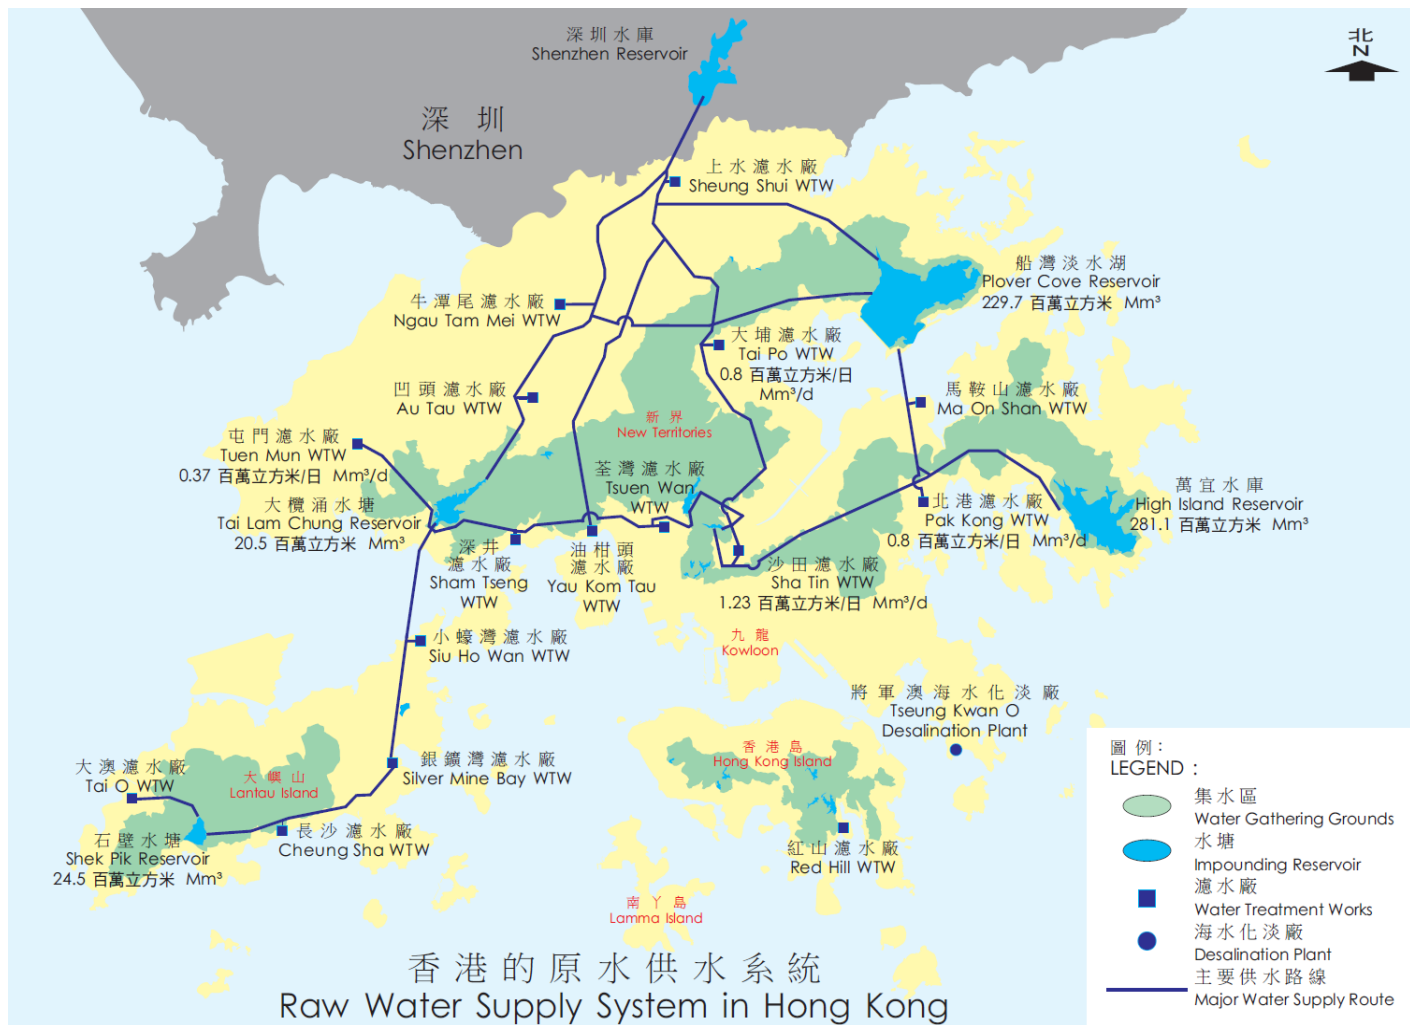 深圳水庫
Shenzhen Reservoir
北
N
深 圳
Shenzhen
上水濾水廠
Sheung Shui WTW
船灣淡水湖
Plover Cove Reservoir
229.7 百萬立方米 Mm³
牛潭尾濾水廠
Ngau Tam Mei WTW
大埔濾水廠
Tai Po WTW
0.8 百萬立方米/日
Mm³/d
凹頭濾水廠
Au Tau WTW
馬鞍山濾水廠
Ma On Shan WTW
新界
New Territories
屯門濾水廠
Tuen Mun WTW
0.37 百萬立方米/日 Mm³/d
荃灣濾水廠
Tsuen Wan
WTW
大欖涌水塘
Tai Lam Chung Reservoir
20.5 百萬立方米 Mm³
北港濾水廠
Pak Kong WTW
0.8 百萬立方米/日 Mm³/d
萬宜水庫
High Island Reservoir
281.1 百萬立方米 Mm³
深井
濾水廠
Sham Tseng
WTW
油柑頭
濾水廠
Yau Kom Tau
WTW
沙田濾水廠
Sha Tin WTW
1.23 百萬立方米/日 Mm³/d
小蠔灣濾水廠
Siu Ho Wan WTW
九龍
Kowloon
將軍澳海水化淡廠
Tseung Kwan O
Desalination Plant
銀鑛灣濾水廠
Silver Mine Bay WTW
香港島
Hong Kong Island
大澳濾水廠
Tai O WTW
大嶼山
Lantau Island
石壁水塘
Shek Pik Reservoir
24.5 百萬立方米 Mm³
長沙濾水廠
Cheung Sha WTW
紅山濾水廠
Red Hill WTW
南丫島
Lamma Island
圖例：
LEGEND :
集水區
Water Gathering Grounds
水塘
Impounding Reservoir
濾水廠
Water Treatment Works
海水化淡廠
Desalination Plant
主要供水路線
Major Water Supply Route
香港的原水供水系統
Raw Water Supply System in Hong Kong